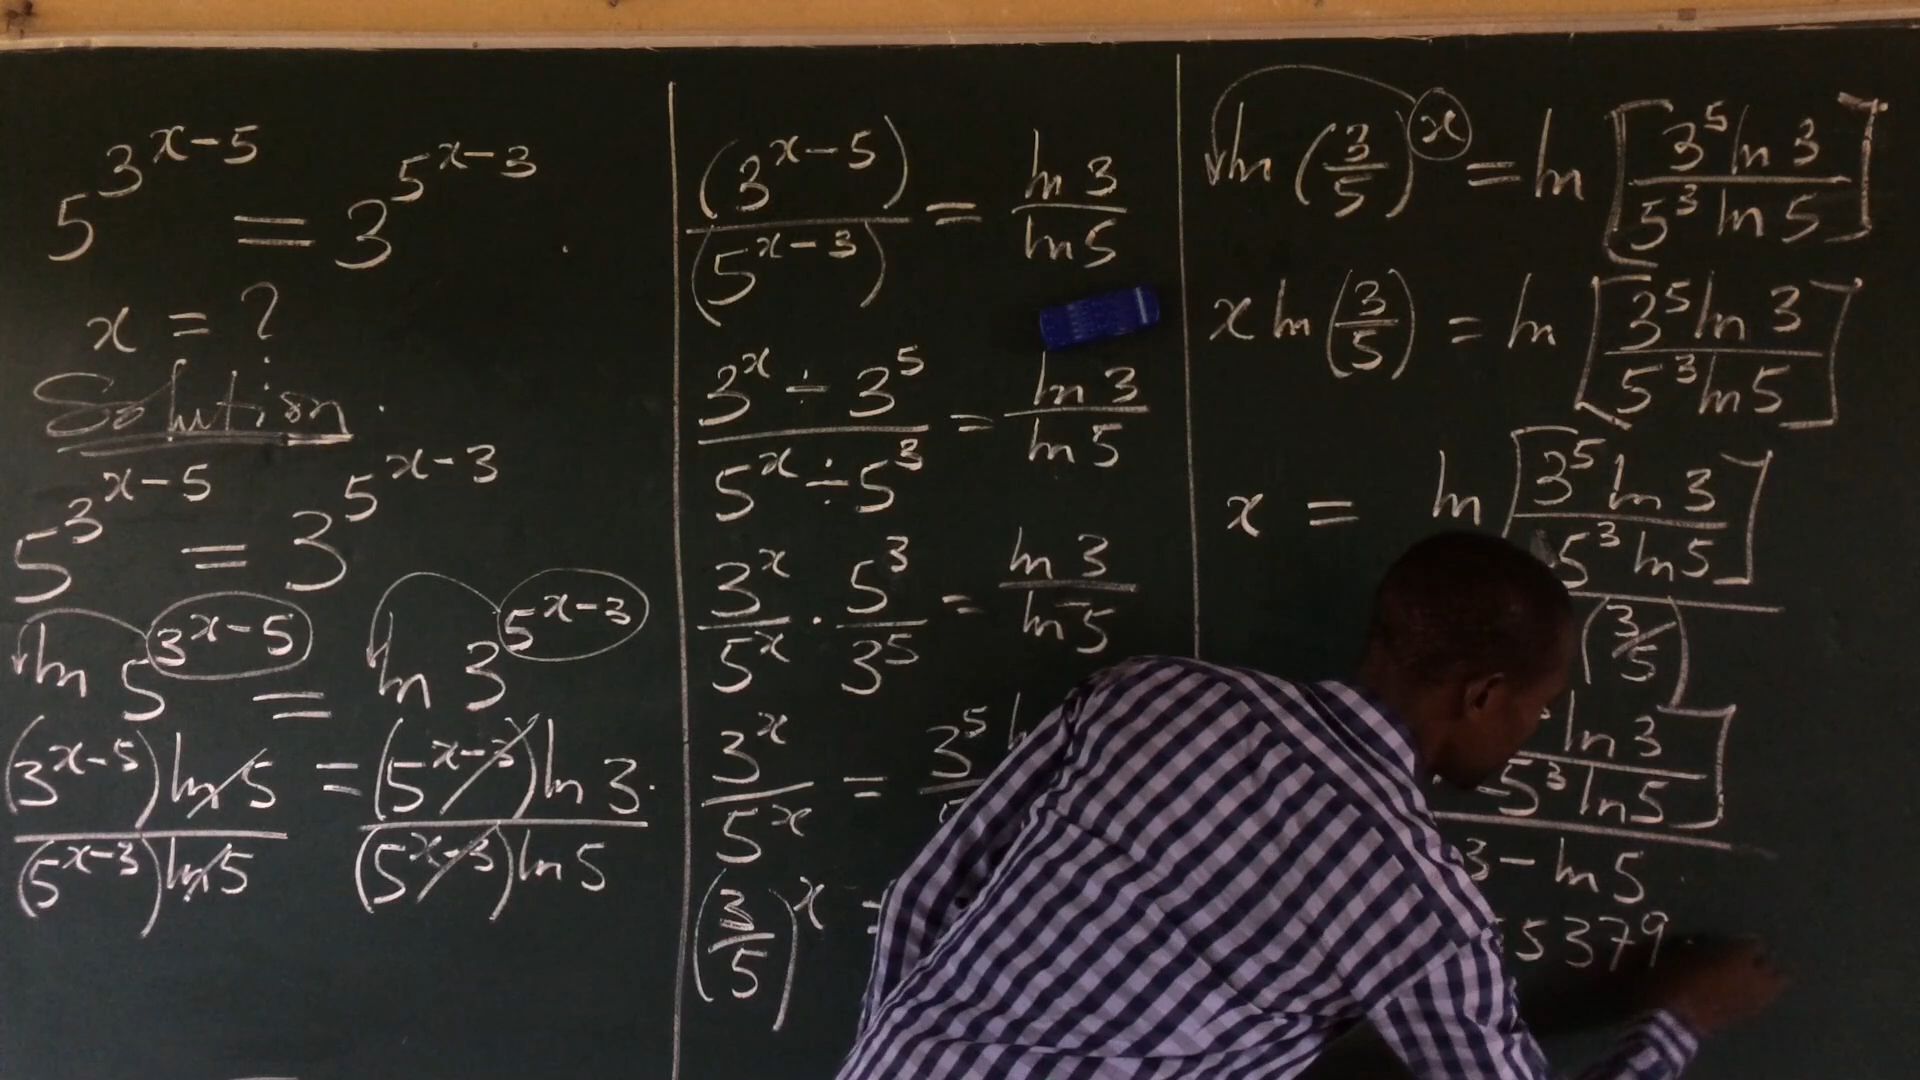 5^3^x-5 = 3^5^x-3 .
x = ?
Solution .
5^3^x-5 = 3^5^x-3
ln 5^3^x-5 = ln 3^5^x-3
(3^x-5) ln 5 = (5^x-3) ln 3 .
(5^x-3) ln 5 (5^x-3) ln 5
(3^x-5) = ln 3
(5^x-3) ln 5
3^x ÷ 3^5 = ln 3
5^x ÷ 5^3 ln 5
3^x . 5^3 = ln 3
5^x 3^5 ln 5
3^x = 3^5
5^x
(3/5)^x
ln (3/5)^x = ln [3^5 ln 3
5^3 ln 5]
x ln (3/5) = ln [3^5 ln 3
5^3 ln 5]
x = ln [3^5 ln 3
5^3 ln 5]
(3/5)
ln 3
5^3 ln 5]
3 - ln 5
5379